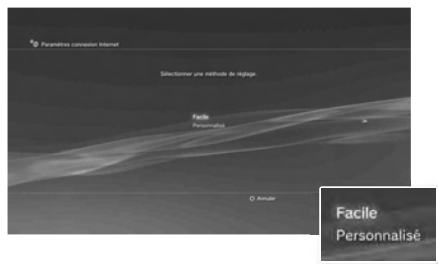 Paramètres connexion Internet
Sélectionner une méthode de réglage.
Facile
Personnalisé
Annuler
Facile
Personnalisé